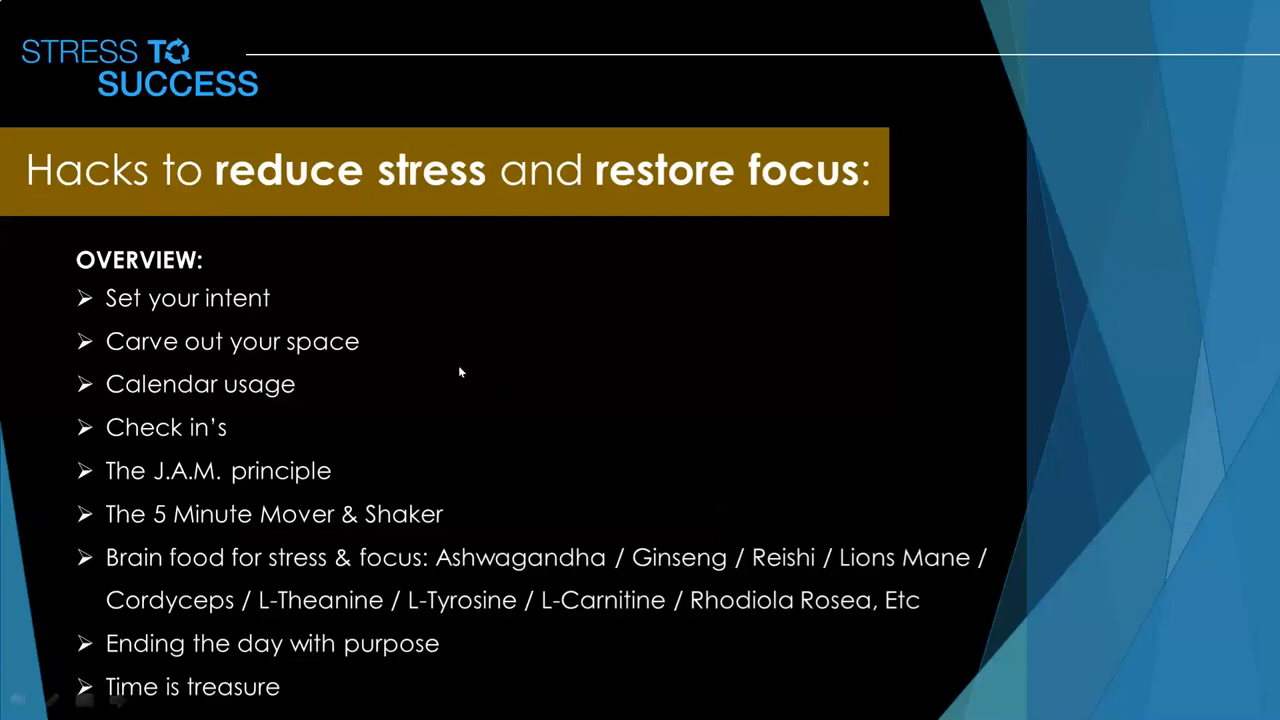 STRESS TO
SUCCESS
Hacks to reduce stress and restore focus:
OVERVIEW:
Set your intent
Carve out your space
Calendar usage
Check in’s
The J.A.M. principle
The 5 Minute Mover & Shaker
Brain food for stress & focus: Ashwagandha / Ginseng / Reishi / Lions Mane /
Cordyceps / L-Theanine / L-Tyrosine / L-Carnitine / Rhodiola Rosea, Etc
Ending the day with purpose
Time is treasure